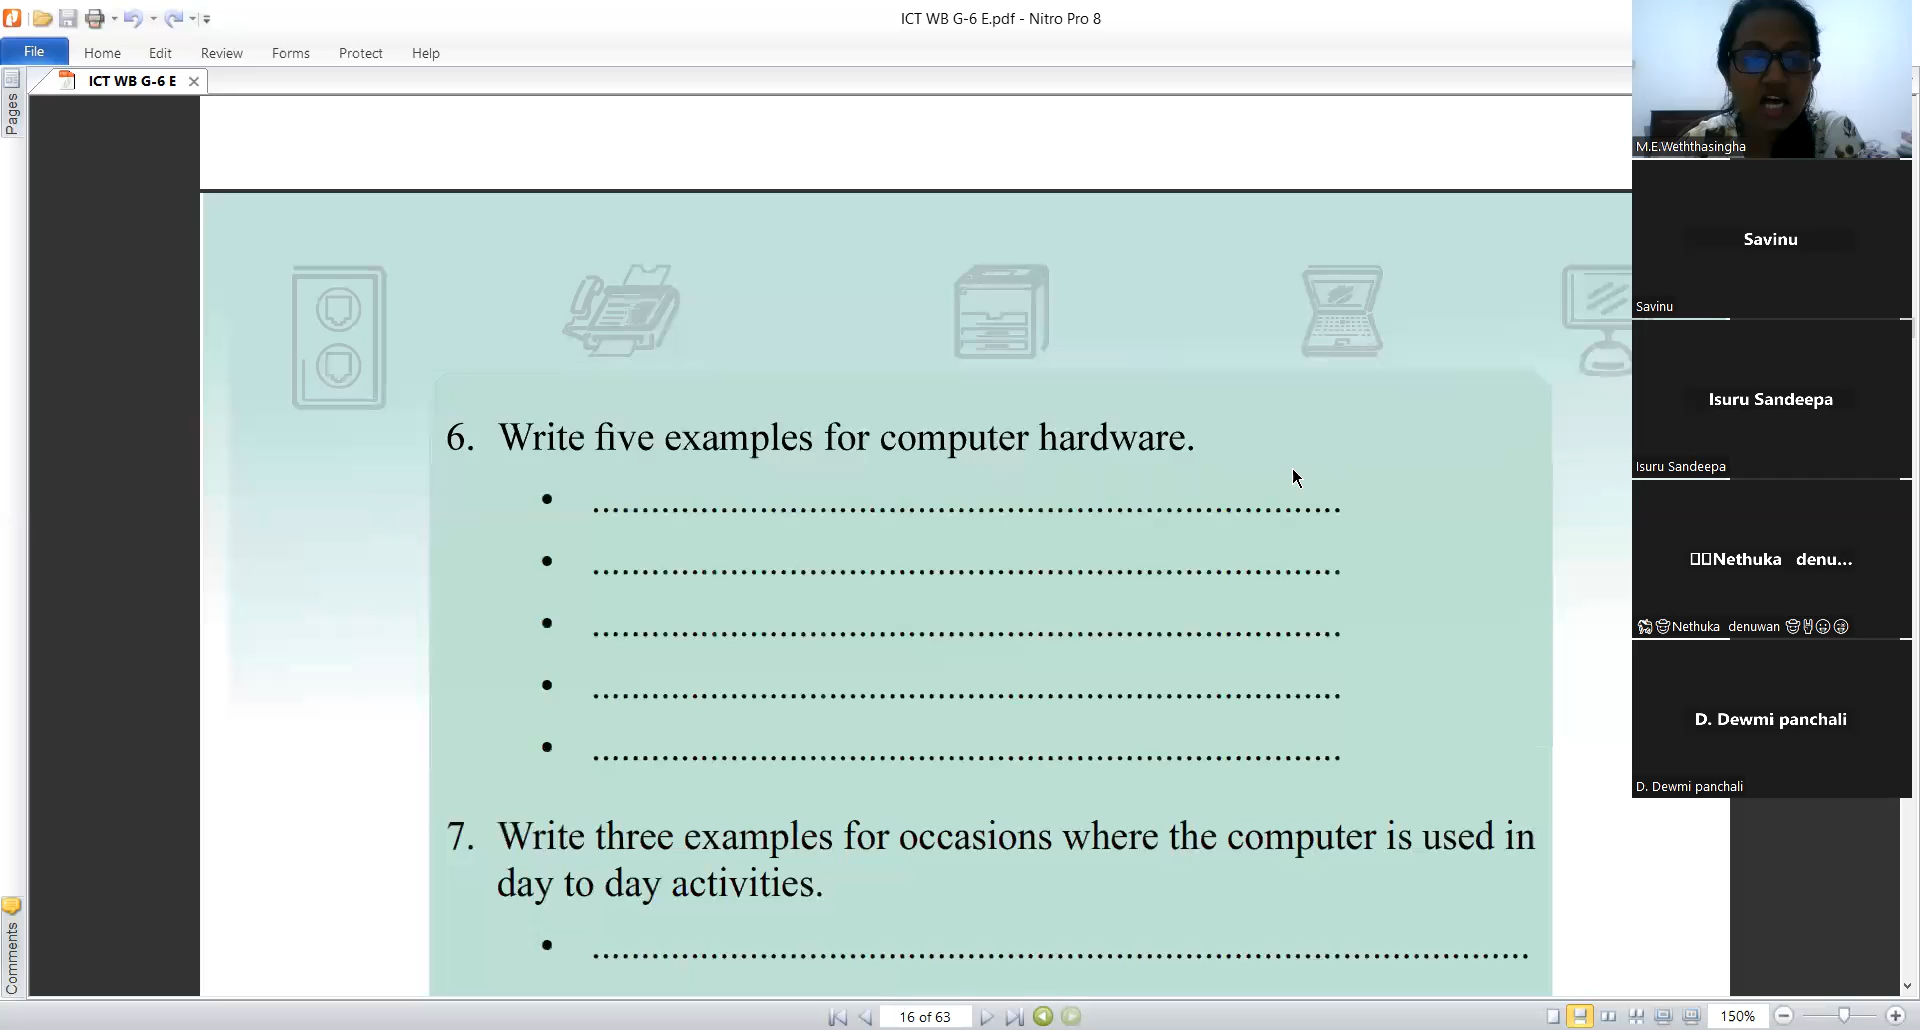 ICT WB G-6 E.pdf - Nitro Pro 8
File Home Edit Review Forms Protect Help
ICT WB G-6 E
Pages
6. Write five examples for computer hardware.
• ............................................................................
• ............................................................................
• ............................................................................
• ............................................................................
• ............................................................................
7. Write three examples for occasions where the computer is used in
day to day activities.
• ...............................................................................................
Comments
16 of 63
150%
M.E.Weththasingha
Savinu
Savinu
Isuru Sandeepa
Isuru Sandeepa
Nethuka denu...
Nethuka denuwan
D. Dewmi panchali
D. Dewmi panchali